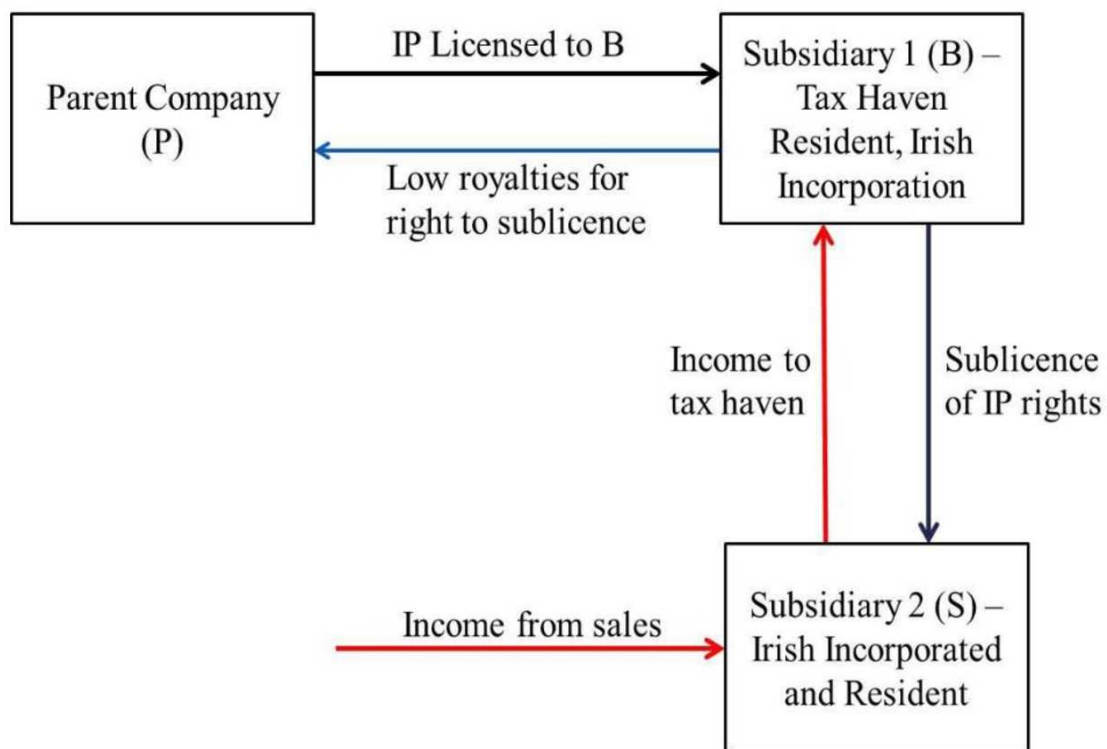 Parent Company
(P)
IP Licensed to B
Low royalties for
right to sublicence
Subsidiary 1 (B) –
Tax Haven
Resident, Irish
Incorporation
Income to
tax haven
Sublicence
of IP rights
Income from sales
Subsidiary 2 (S) –
Irish Incorporated
and Resident